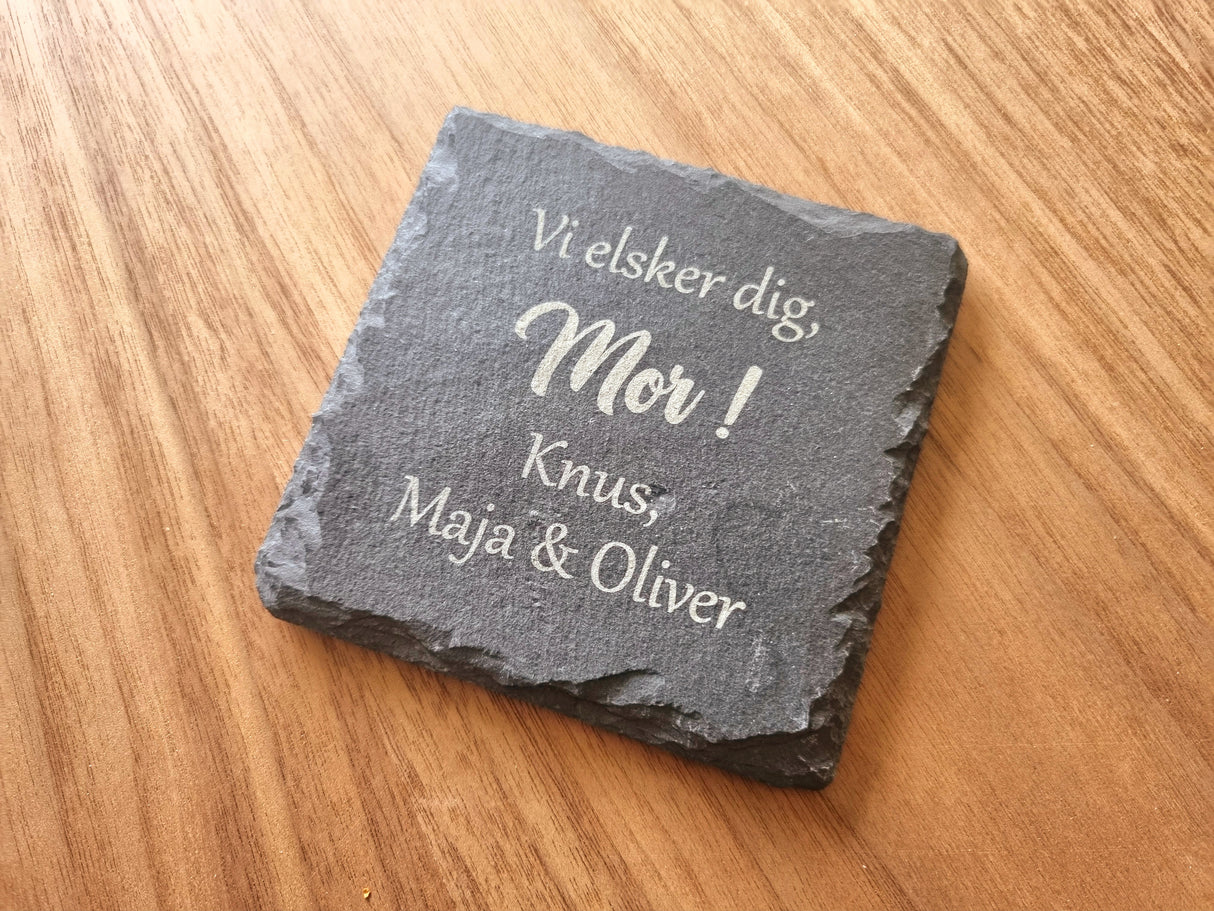 Vi elsker dig,
Mor !
Knus,
Maja & Oliver